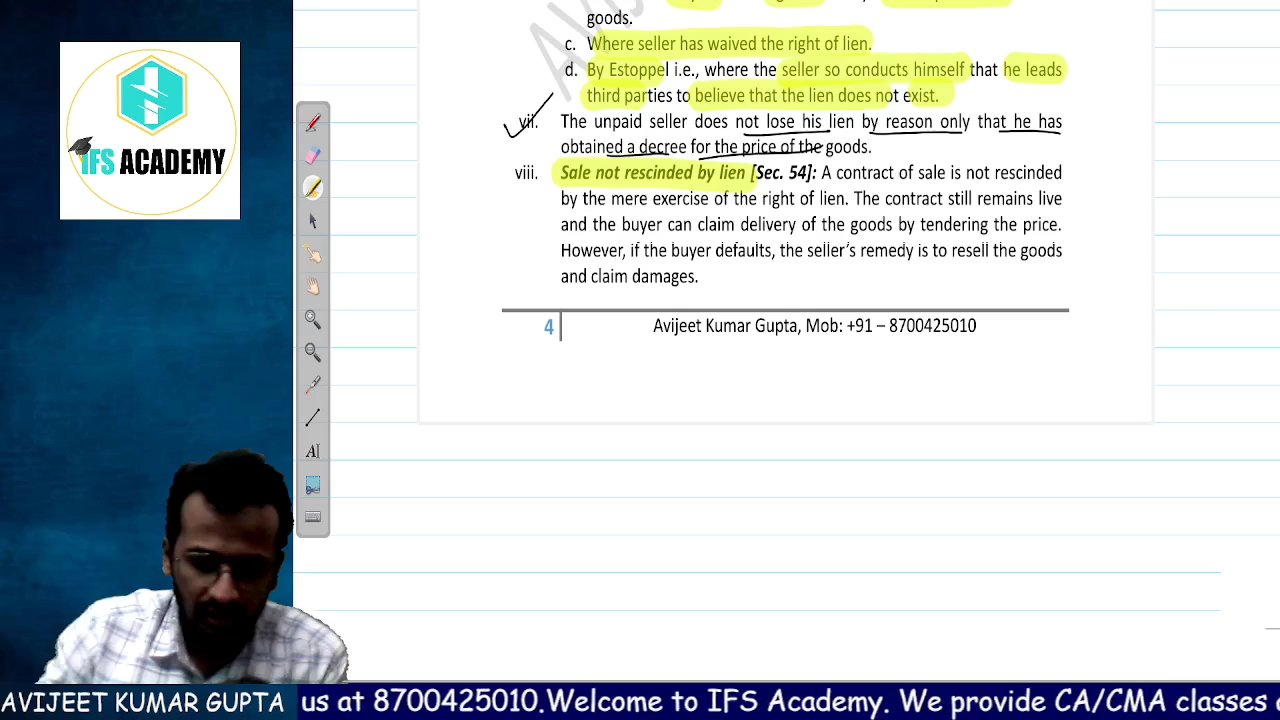 goods.
c. Where seller has waived the right of lien.
d. By Estoppel i.e., where the seller so conducts himself that he leads
third parties to believe that the lien does not exist.
vii. The unpaid seller does not lose his lien by reason only that he has
obtained a decree for the price of the goods.
viii. Sale not rescinded by lien [Sec. 54]: A contract of sale is not rescinded
by the mere exercise of the right of lien. The contract still remains live
and the buyer can claim delivery of the goods by tendering the price.
However, if the buyer defaults, the seller's remedy is to resell the goods
and claim damages.
4 Avijeet Kumar Gupta, Mob: +91 – 8700425010
IFS ACADEMY
AI
AVIJEET KUMAR GUPTA us at 8700425010.Welcome to IFS Academy. We provide CA/CMA classes